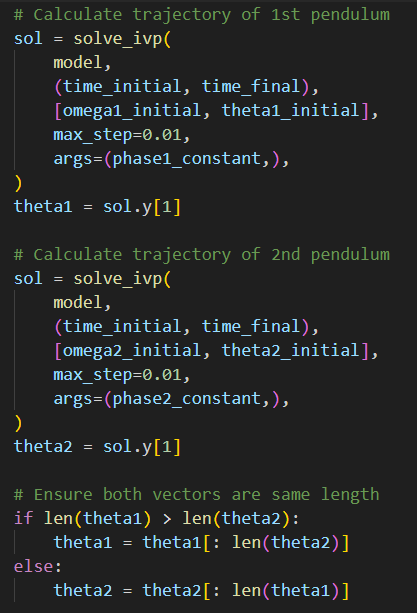 # Calculate trajectory of 1st pendulum
sol = solve_ivp(
    model,
    (time_initial, time_final),
    [omega1_initial, theta1_initial],
    max_step=0.01,
    args=(phase1_constant,),
)
theta1 = sol.y[1]

# Calculate trajectory of 2nd pendulum
sol = solve_ivp(
    model,
    (time_initial, time_final),
    [omega2_initial, theta2_initial],
    max_step=0.01,
    args=(phase2_constant,),
)
theta2 = sol.y[1]

# Ensure both vectors are same length
if len(theta1) > len(theta2):
    theta1 = theta1[: len(theta2)]
else:
    theta2 = theta2[: len(theta1)]